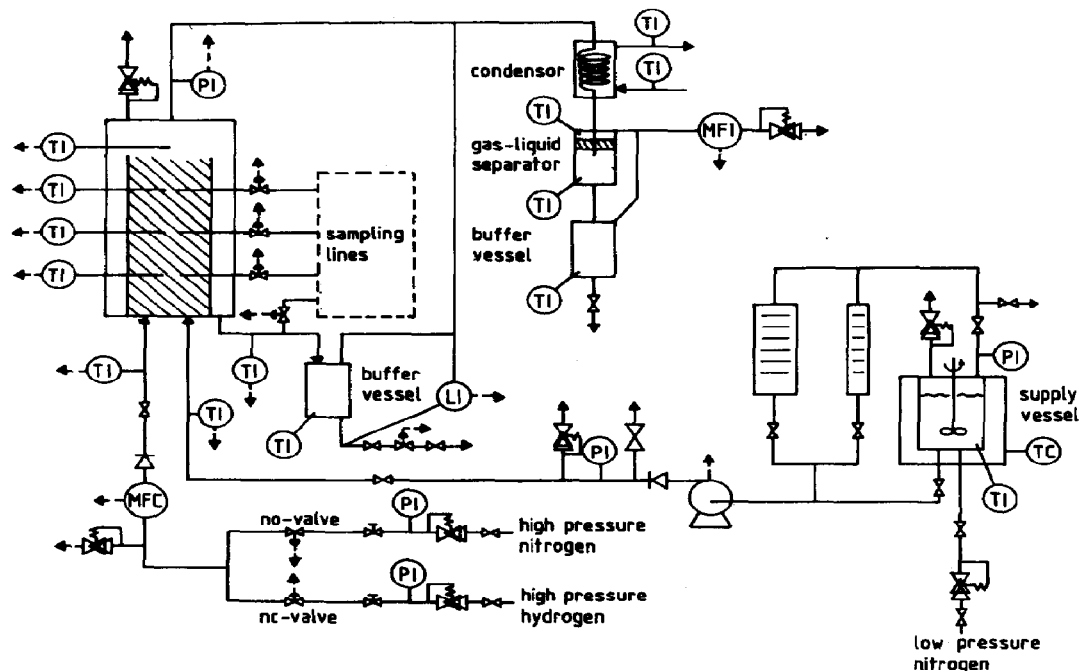 TI
condensor
TI
PI
TI
gas-liquid
separator
MFI
TI
TI
TI
sampling
lines
TI
buffer
vessel
TI
TI
TI
TI
buffer
vessel
LI
TI
TI
PI
supply
vessel
TC
TI
PI
MFC
no-valve
PI
high pressure
nitrogen
PI
nc-valve
high pressure
hydrogen
low pressure
nitrogen